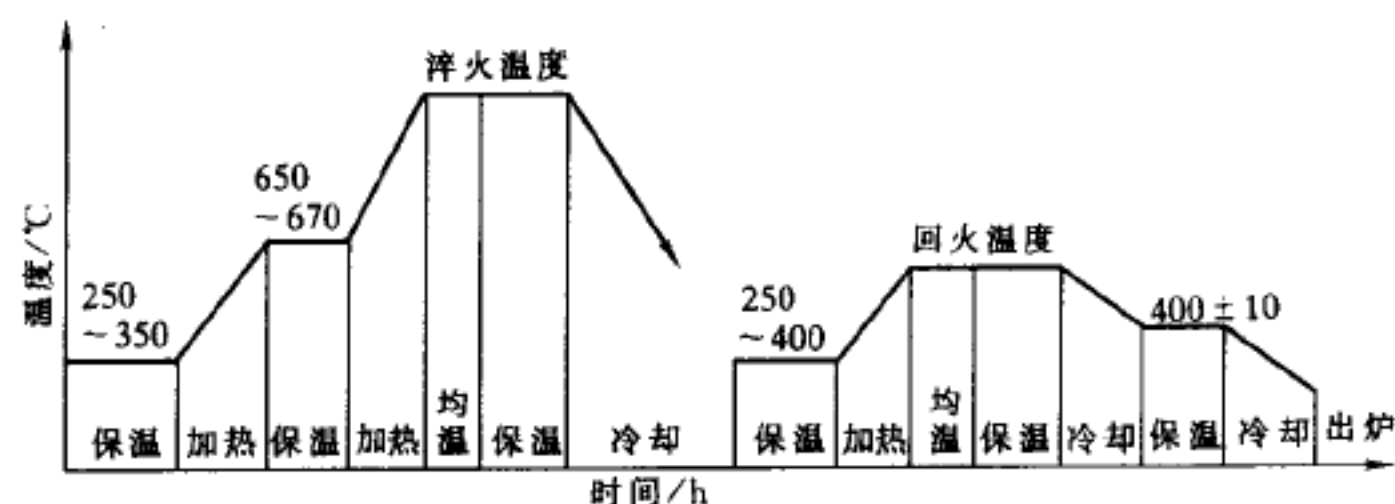 淬火温度
650
~670
回火温度
温度/℃
250
~350
250
~400
400±10
保温 加热 保温 加热 均温 保温 冷却 保温 加热 均温 保温 冷却 保温 冷却 出炉
时间/h